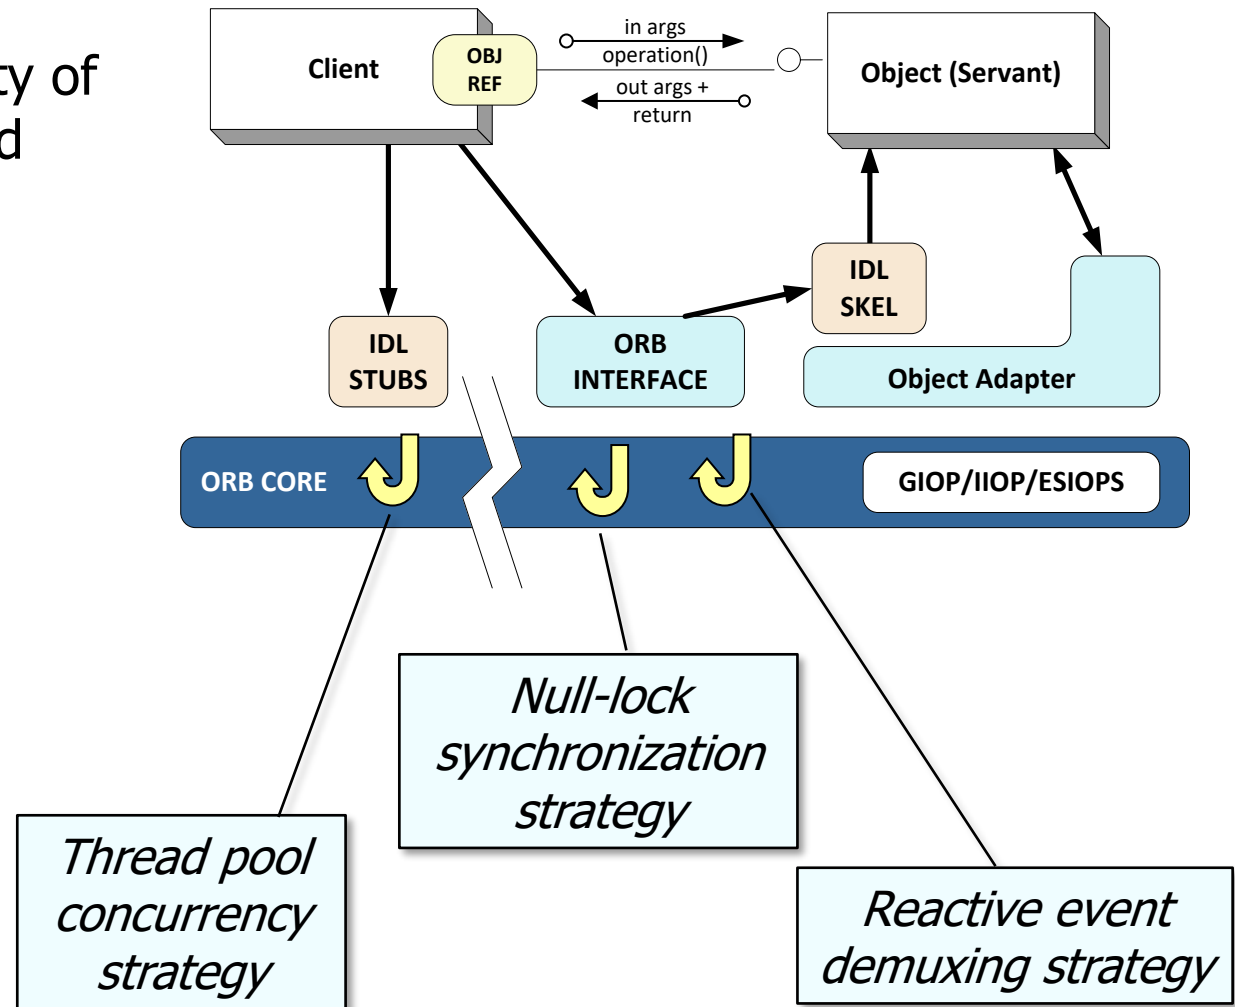 ty of
d
Client
OBJ
REF
in args
operation()
out args +
return
Object (Servant)
IDL
STUBS
ORB
INTERFACE
IDL
SKEL
Object Adapter
ORB CORE
GIOP/IIOP/ESIOPS
Null-lock
synchronization
strategy
Thread pool
concurrency
strategy
Reactive event
demuxing strategy